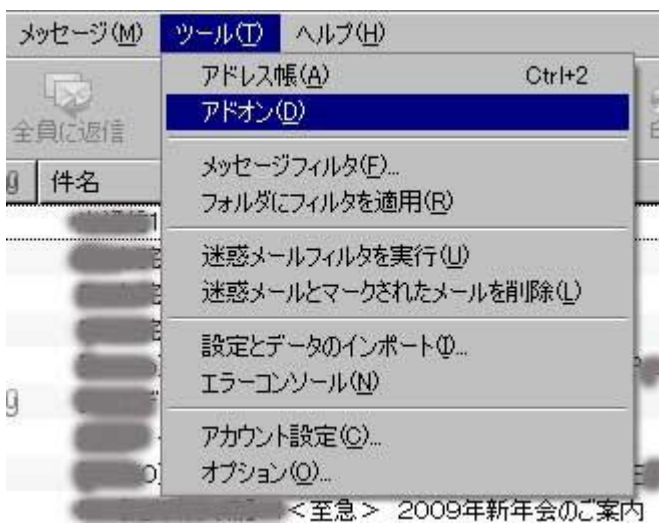 メッセージ(M) ツール(T) ヘルプ(H)
アドレス帳(A) Ctrl+2
アドオン(D)
全員に返信
メッセージフィルタ(F)...
件名
フォルダにフィルタを適用(R)
迷惑メールフィルタを実行(U)
迷惑メールとマークされたメールを削除(L)
設定とデータのインポート(I)...
エラーコンソール(N)
アカウント設定(C)...
オプション(O)...
<至急> 2009年新年会のご案内